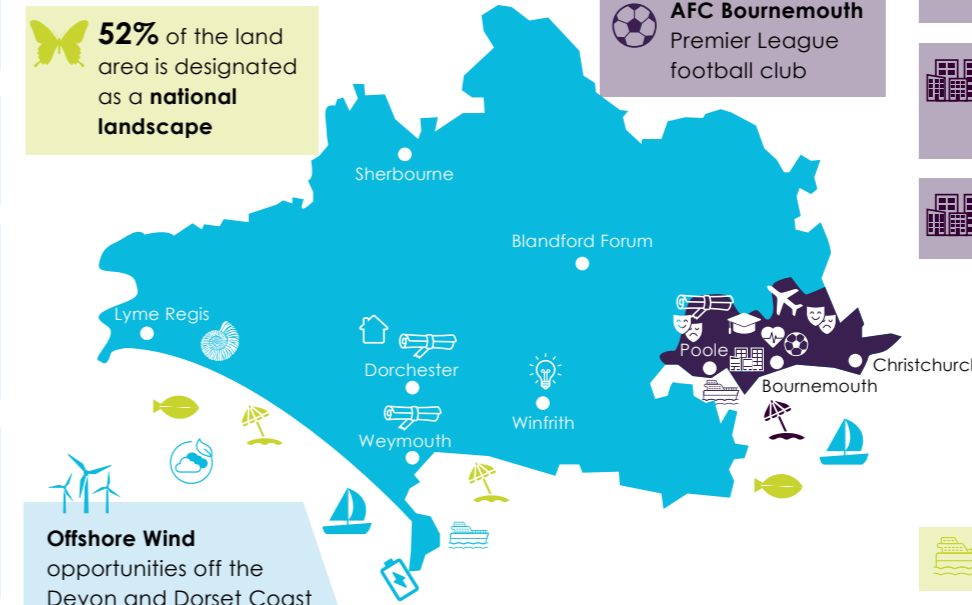 52% of the land
area is designated
as a national
landscape
AFC Bournemouth
Premier League
football club
Sherbourne
Blandford Forum
Lyme Regis
Dorchester
Poole
Christchurch
Bournemouth
Winfrith
Weymouth
Offshore Wind
opportunities off the
Devon and Dorset Coast